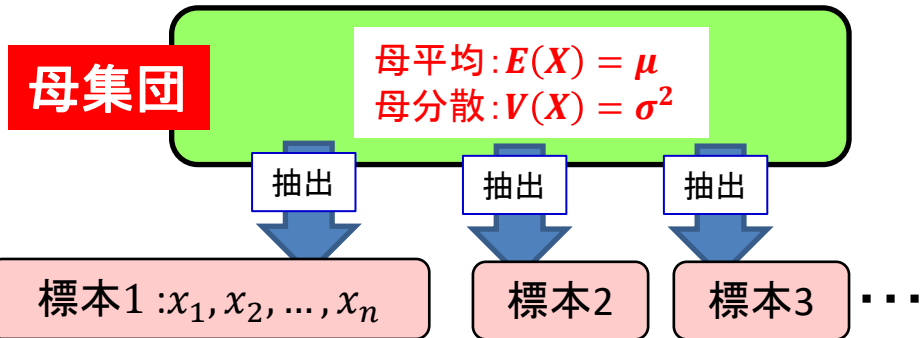 母集団
母平均:E(X) = μ
母分散:V(X) = σ²
抽出
抽出
抽出
標本1 :x₁, x₂, …, xₙ
標本2
標本3
…